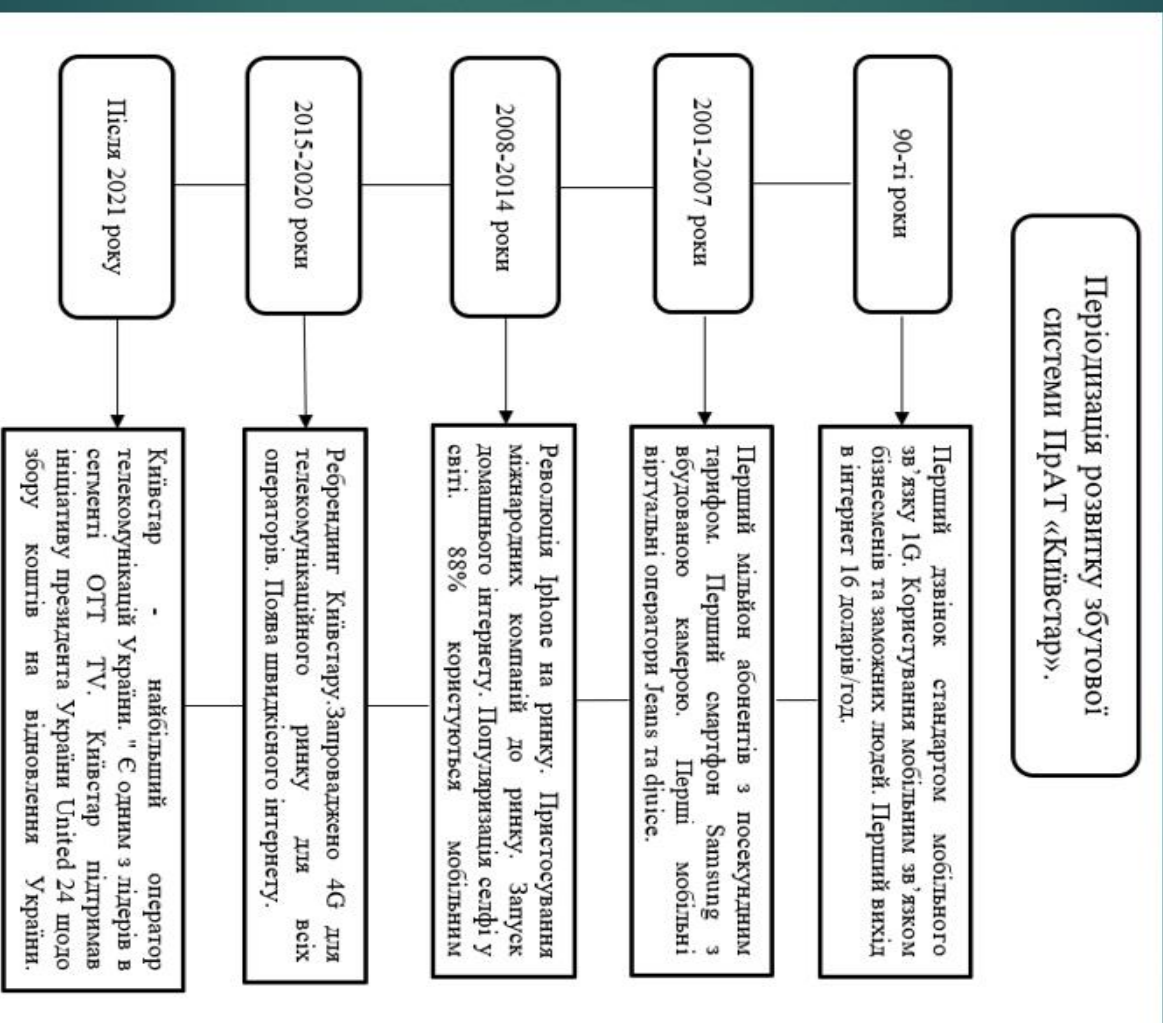 Періодизація розвитку збутової
системи ПрАТ «Київстар».
90-ті роки
Перший дзвінок стандартом мобільного
зв’язку 1G. Користування мобільним зв’язком
бізнесменів та заможних людей. Перший вихід
в інтернет 16 доларів/год.
2001-2007 роки
Перший мільйон абонентів з посекундним
тарифом. Перший смартфон Samsung з
вбудованою камерою. Перші мобільні
віртуальні оператори Jeans та djuice.
2008-2014 роки
Революція Iphone на ринку. Пристосування
міжнародних компаній до ринку. Запуск
домашнього інтернету. Популяризація селфі у
світі. 88% користуються мобільним
2015-2020 роки
Ребрендинг Київстару.Запроваджено 4G для
телекомунікаційного ринку для всіх
операторів. Поява швидкісного інтернету.
Після 2021 року
Київстар - найбільший оператор
телекомунікацій України. " Є одним з лідерів в
сегменті OTT TV. Київстар підтримав
ініціативу президента України United 24 щодо
збору коштів на відновлення України.